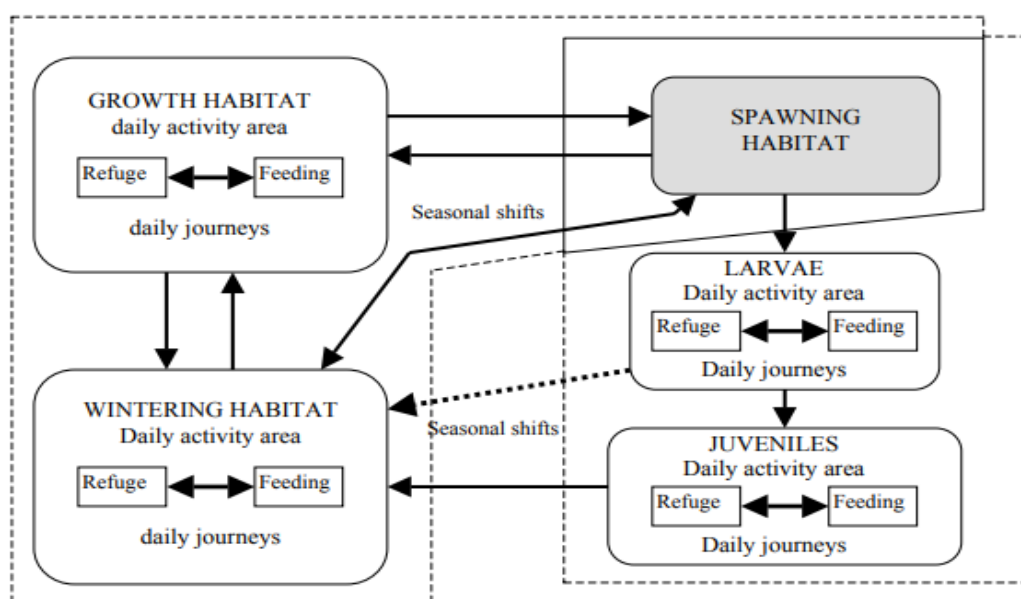 GROWTH HABITAT
daily activity area
Refuge
Feeding
daily journeys
SPAWNING
HABITAT
Seasonal shifts
LARVAE
Daily activity area
Refuge
Feeding
Daily journeys
WINTERING HABITAT
Daily activity area
Refuge
Feeding
daily journeys
Seasonal shifts
JUVENILES
Daily activity area
Refuge
Feeding
Daily journeys